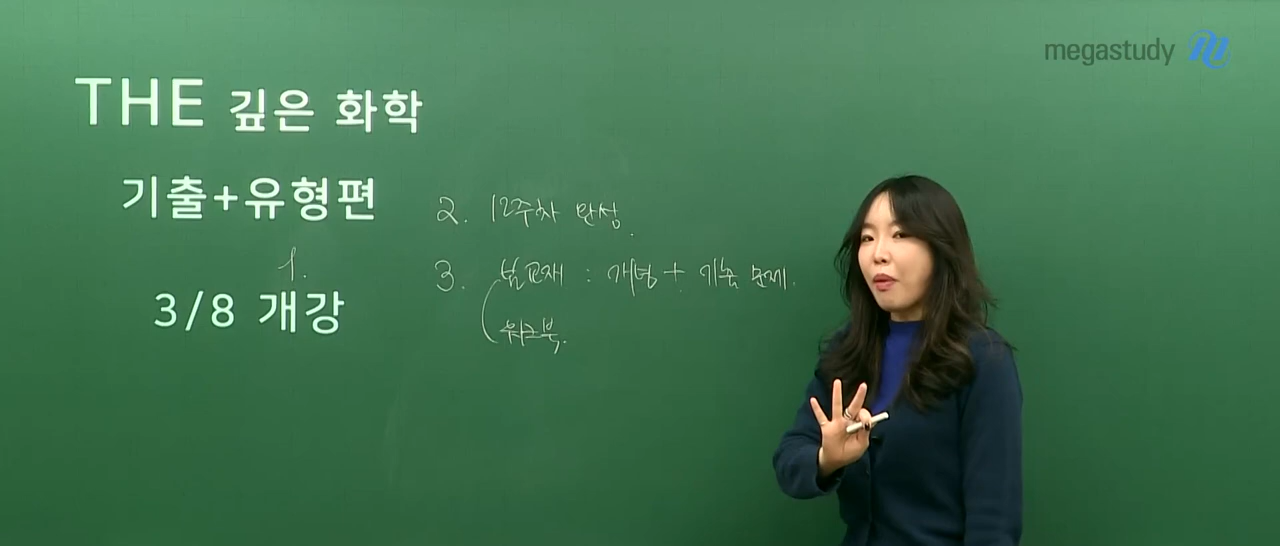 megastudy
THE 깊은 화학
기출+유형편
1.
3/8 개강
2. 12주차 완성.
3. 본교재 : 개념 + 기출 문제.
워크북.